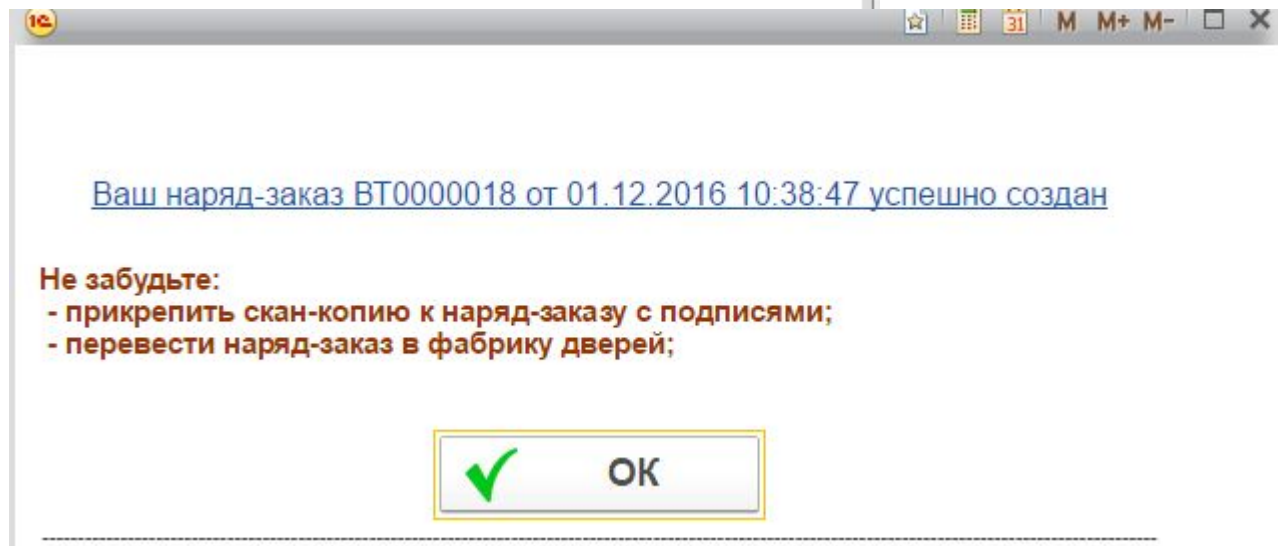 1С
31 M M+ M-
Ваш наряд-заказ ВТ0000018 от 01.12.2016 10:38:47 успешно создан
Не забудьте:
- прикрепить скан-копию к наряд-заказу с подписями;
- перевести наряд-заказ в фабрику дверей;
ОК